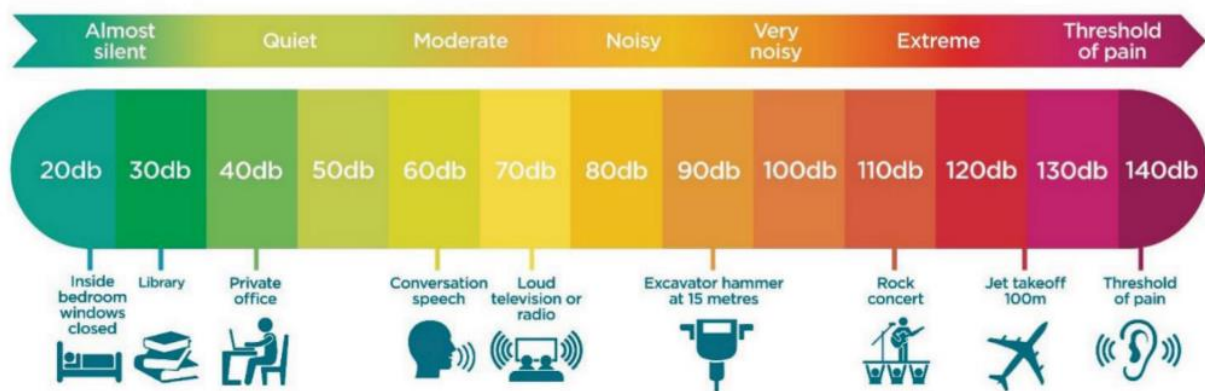 Almost
silent
Quiet
Moderate
Noisy
Very
noisy
Extreme
Threshold
of pain
20db 30db 40db 50db 60db 70db 80db 90db 100db 110db 120db 130db 140db
Inside
bedroom
windows
closed
Library
Private
office
Conversation
speech
Loud
television or
radio
Excavator hammer
at 15 metres
Rock
concert
Jet takeoff
100m
Threshold
of pain